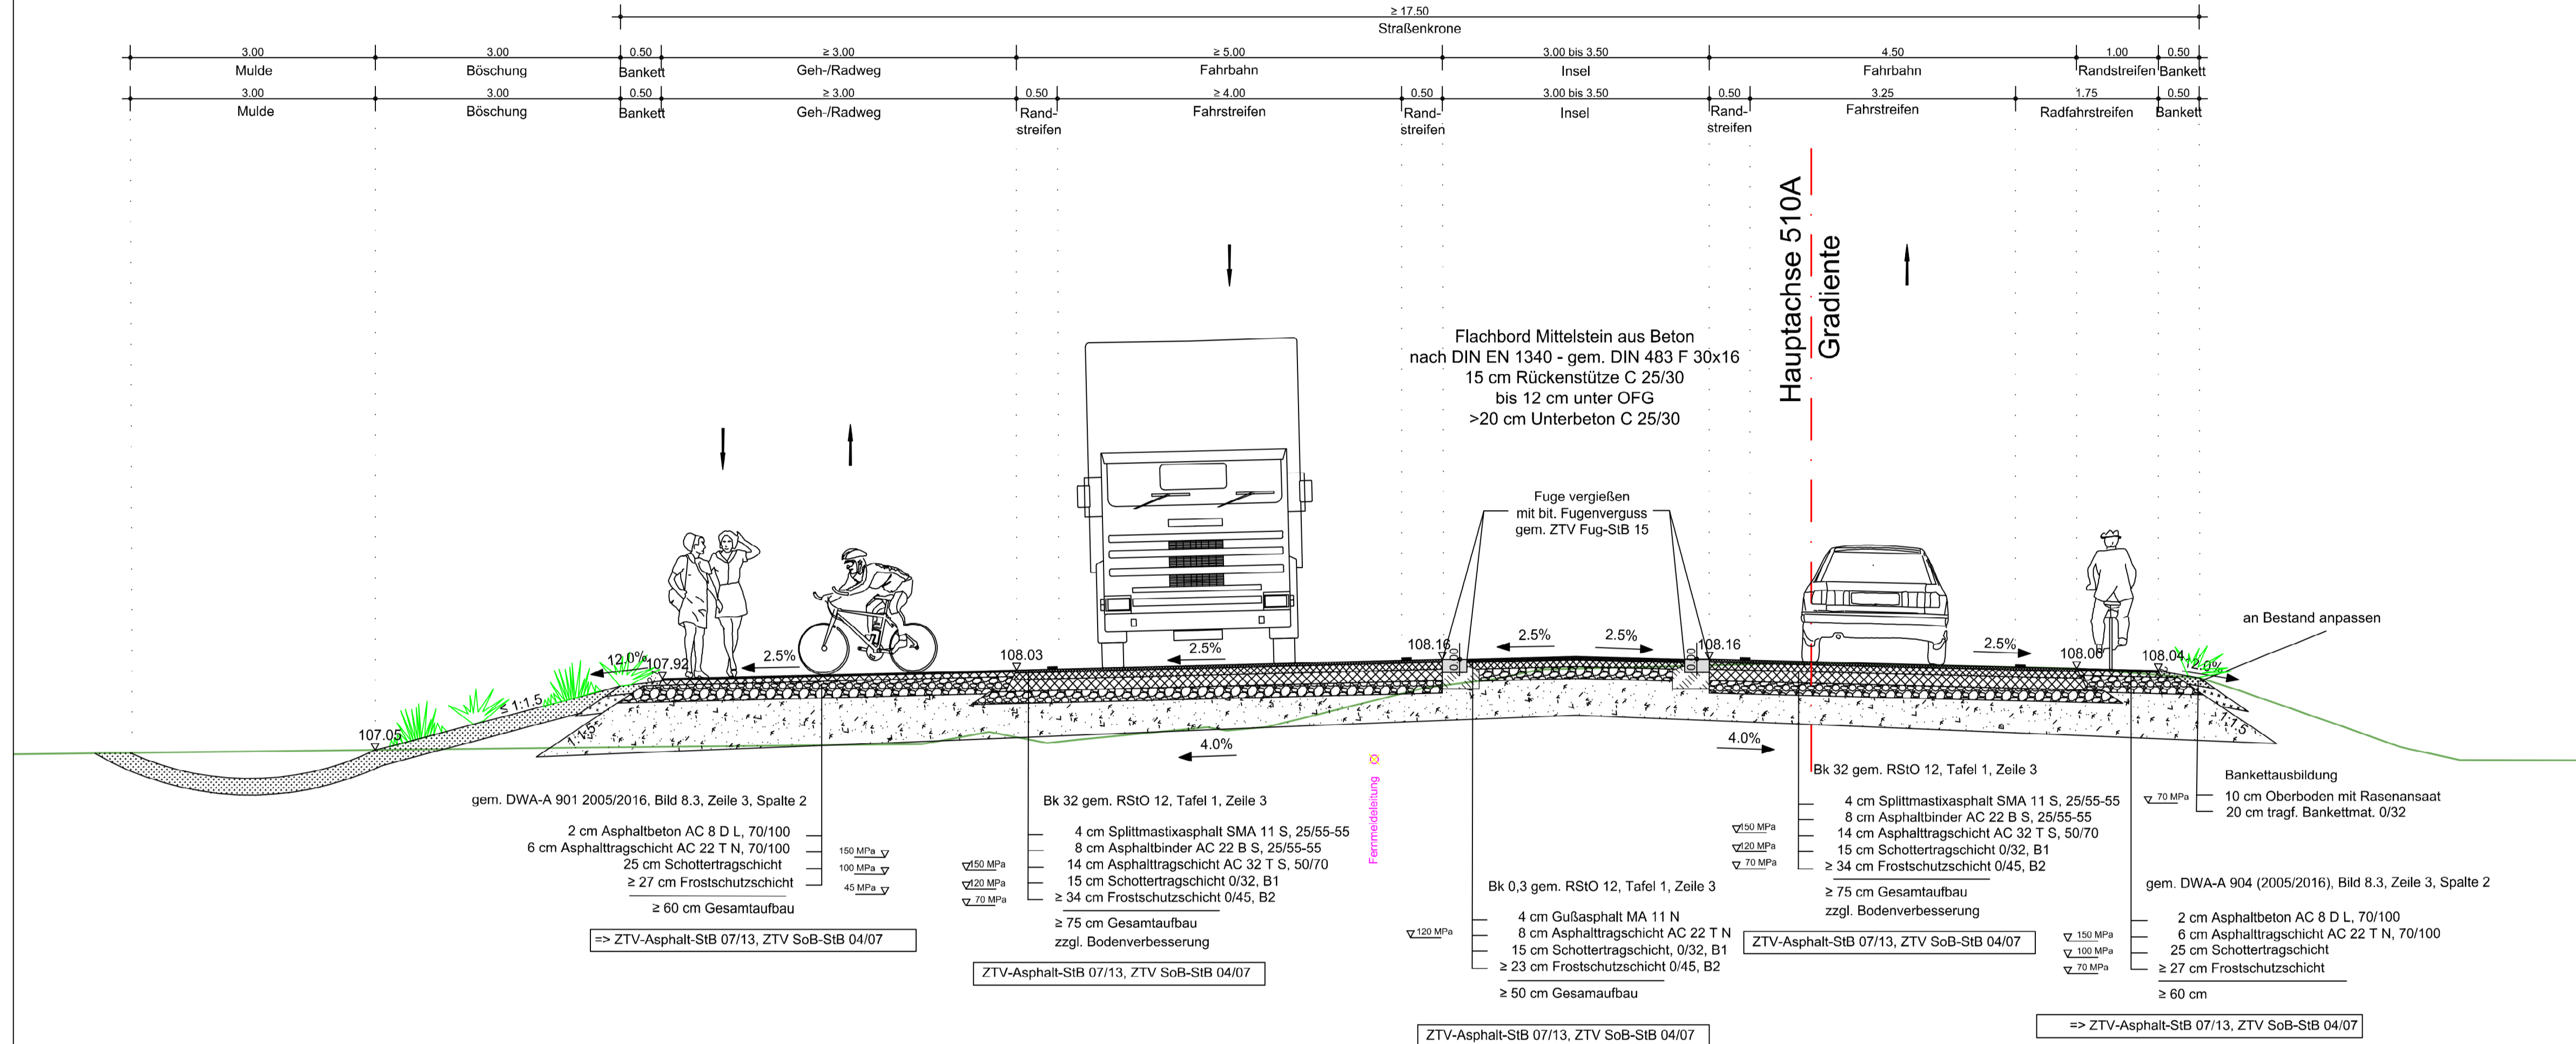 ≥ 17.50
Straßenkrone
3.00 3.00 0.50 ≥ 3.00 ≥ 5.00 3.00 bis 3.50 4.50 1.00 0.50
Mulde Böschung Bankett Geh-/Radweg Fahrbahn Insel Fahrbahn Randstreifen Bankett
3.00 3.00 0.50 ≥ 3.00 0.50 ≥ 4.00 0.50 3.00 bis 3.50 0.50 3.25 1.75 0.50
Mulde Böschung Bankett Geh-/Radweg Rand- Fahrstreifen Rand- Insel Rand- Fahrstreifen Radfahrstreifen Bankett
streifen streifen streifen
Hauptachse 510A
Gradiente
Flachbord Mittelstein aus Beton
nach DIN EN 1340 - gem. DIN 483 F 30x16
15 cm Rückenstütze C 25/30
bis 12 cm unter OFG
>20 cm Unterbeton C 25/30
Fuge vergießen
mit bit. Fugenverguss
gem. ZTV Fug-StB 15
an Bestand anpassen
12.0% 107.92 2.5% 108.03 2.5% 108.16 2.5% 2.5% 108.16 2.5% 108.06 108.04 12.0%
≤ 1:1.5
107.05
1:1.5
4.0%
4.0%
1:1.5
Fernmeldeleitung
gem. DWA-A 901 2005/2016, Bild 8.3, Zeile 3, Spalte 2
2 cm Asphaltbeton AC 8 D L, 70/100
6 cm Asphalttragschicht AC 22 T N, 70/100
25 cm Schottertragschicht
≥ 27 cm Frostschutzschicht
≥ 60 cm Gesamtaufbau
150 MPa
100 MPa
45 MPa
=> ZTV-Asphalt-StB 07/13, ZTV SoB-StB 04/07
Bk 32 gem. RStO 12, Tafel 1, Zeile 3
4 cm Splittmastixasphalt SMA 11 S, 25/55-55
8 cm Asphaltbinder AC 22 B S, 25/55-55
14 cm Asphalttragschicht AC 32 T S, 50/70
15 cm Schottertragschicht 0/32, B1
≥ 34 cm Frostschutzschicht 0/45, B2
≥ 75 cm Gesamtaufbau
zzgl. Bodenverbesserung
150 MPa
120 MPa
70 MPa
ZTV-Asphalt-StB 07/13, ZTV SoB-StB 04/07
Bk 0,3 gem. RStO 12, Tafel 1, Zeile 3
4 cm Gußasphalt MA 11 N
8 cm Asphalttragschicht AC 22 T N
15 cm Schottertragschicht, 0/32, B1
≥ 23 cm Frostschutzschicht 0/45, B2
≥ 50 cm Gesamaufbau
120 MPa
ZTV-Asphalt-StB 07/13, ZTV SoB-StB 04/07
Bk 32 gem. RStO 12, Tafel 1, Zeile 3
4 cm Splittmastixasphalt SMA 11 S, 25/55-55
8 cm Asphaltbinder AC 22 B S, 25/55-55
14 cm Asphalttragschicht AC 32 T S, 50/70
15 cm Schottertragschicht 0/32, B1
≥ 34 cm Frostschutzschicht 0/45, B2
≥ 75 cm Gesamtaufbau
zzgl. Bodenverbesserung
150 MPa
120 MPa
70 MPa
ZTV-Asphalt-StB 07/13, ZTV SoB-StB 04/07
Bankettausbildung
10 cm Oberboden mit Rasenansaat
20 cm tragf. Bankettmat. 0/32
70 MPa
gem. DWA-A 904 (2005/2016), Bild 8.3, Zeile 3, Spalte 2
2 cm Asphaltbeton AC 8 D L, 70/100
6 cm Asphalttragschicht AC 22 T N, 70/100
25 cm Schottertragschicht
≥ 27 cm Frostschutzschicht
≥ 60 cm
150 MPa
100 MPa
70 MPa
=> ZTV-Asphalt-StB 07/13, ZTV SoB-StB 04/07